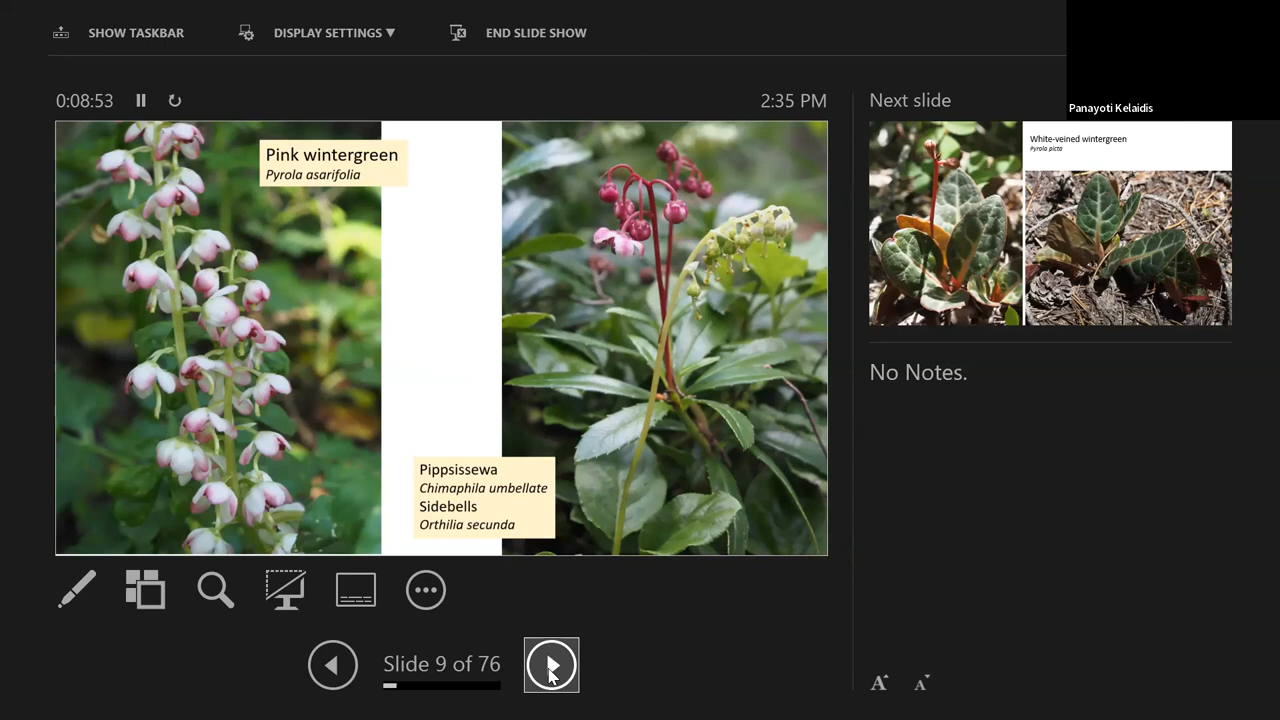 SHOW TASKBAR
DISPLAY SETTINGS ▼
END SLIDE SHOW
0:08:53
2:35 PM
Next slide
Panayoti Kelaidis
Pink wintergreen
Pyrola asarifolia
Pippsissewa
Chimaphila umbellate
Sidebells
Orthilia secunda
White-veined wintergreen
Pyrola picta
No Notes.
Slide 9 of 76
A A